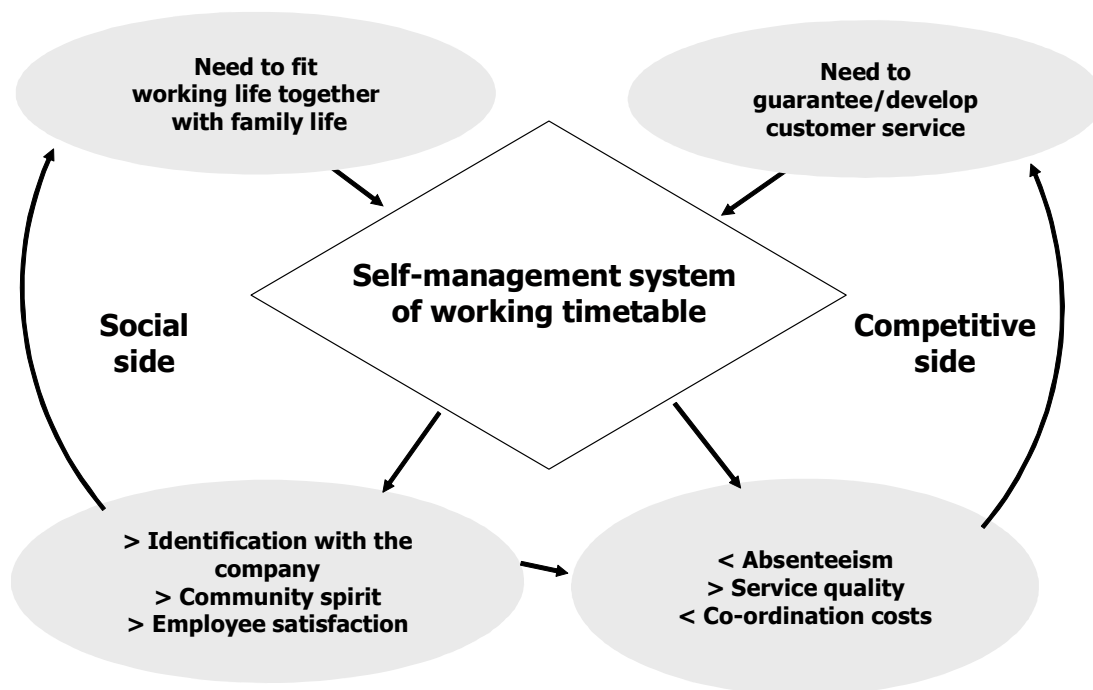 Need to fit
working life together
with family life
Need to
guarantee/develop
customer service
Self-management system
of working timetable
Social
side
Competitive
side
> Identification with the
company
> Community spirit
> Employee satisfaction
< Absenteeism
> Service quality
< Co-ordination costs